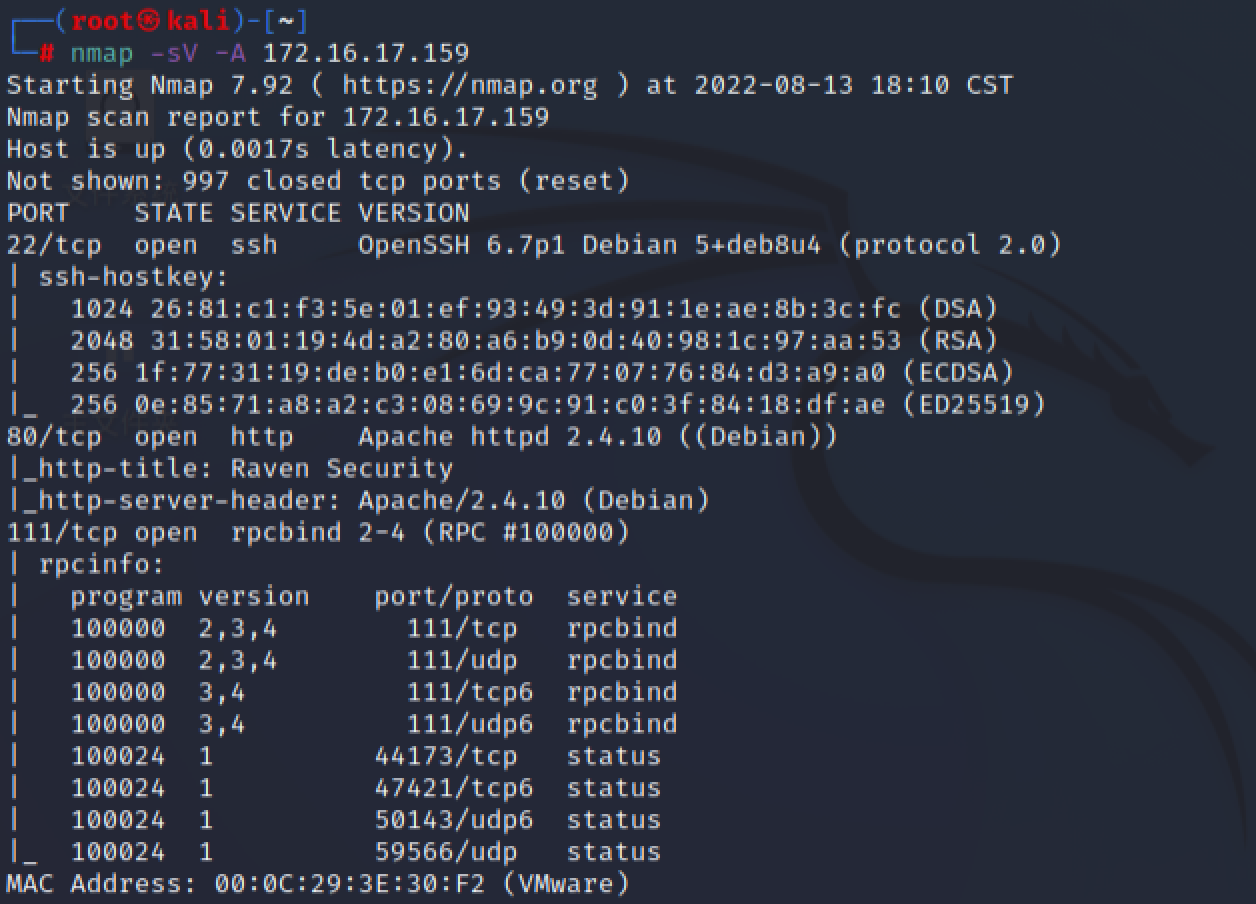 ┌──(root㉿kali)-[~]
└─# nmap -sV -A 172.16.17.159
Starting Nmap 7.92 ( https://nmap.org ) at 2022-08-13 18:10 CST
Nmap scan report for 172.16.17.159
Host is up (0.0017s latency).
Not shown: 997 closed tcp ports (reset)
PORT    STATE SERVICE VERSION
22/tcp  open  ssh     OpenSSH 6.7p1 Debian 5+deb8u4 (protocol 2.0)
| ssh-hostkey:
|   1024 26:81:c1:f3:5e:01:ef:93:49:3d:91:1e:ae:8b:3c:fc (DSA)
|   2048 31:58:01:19:4d:a2:80:a6:b9:0d:40:98:1c:97:aa:53 (RSA)
|   256 1f:77:31:19:de:b0:e1:6d:ca:77:07:76:84:d3:a9:a0 (ECDSA)
|_  256 0e:85:71:a8:a2:c3:08:69:9c:91:c0:3f:84:18:df:ae (ED25519)
80/tcp  open  http    Apache httpd 2.4.10 ((Debian))
|_http-title: Raven Security
|_http-server-header: Apache/2.4.10 (Debian)
111/tcp open  rpcbind 2-4 (RPC #100000)
| rpcinfo:
|   program version    port/proto  service
|   100000  2,3,4        111/tcp   rpcbind
|   100000  2,3,4        111/udp   rpcbind
|   100000  3,4          111/tcp6  rpcbind
|   100000  3,4          111/udp6  rpcbind
|   100024  1          44173/tcp   status
|   100024  1          47421/tcp6  status
|   100024  1          50143/udp6  status
|_  100024  1          59566/udp   status
MAC Address: 00:0C:29:3E:30:F2 (VMware)